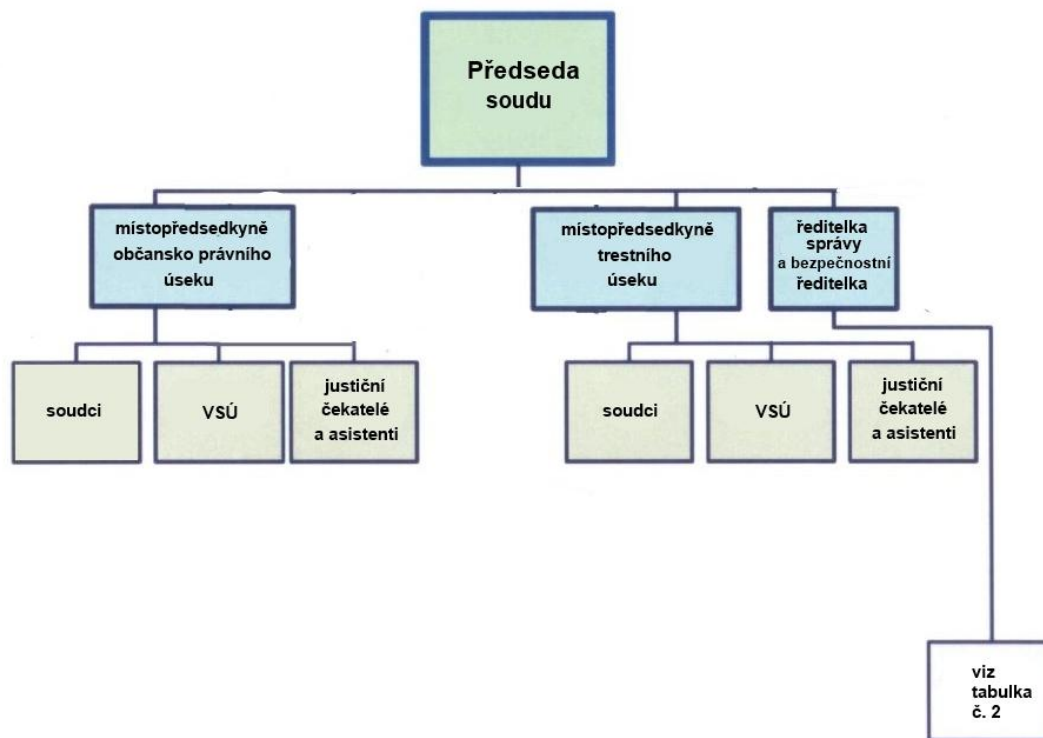 Předseda
soudu
místopředsedkyně
občansko právního
úseku
místopředsedkyně
trestního
úseku
ředitelka
správy
a bezpečnostní
ředitelka
soudci
VSÚ
justiční
čekatelé
a asistenti
soudci
VSÚ
justiční
čekatelé
a asistenti
viz
tabulka
č. 2